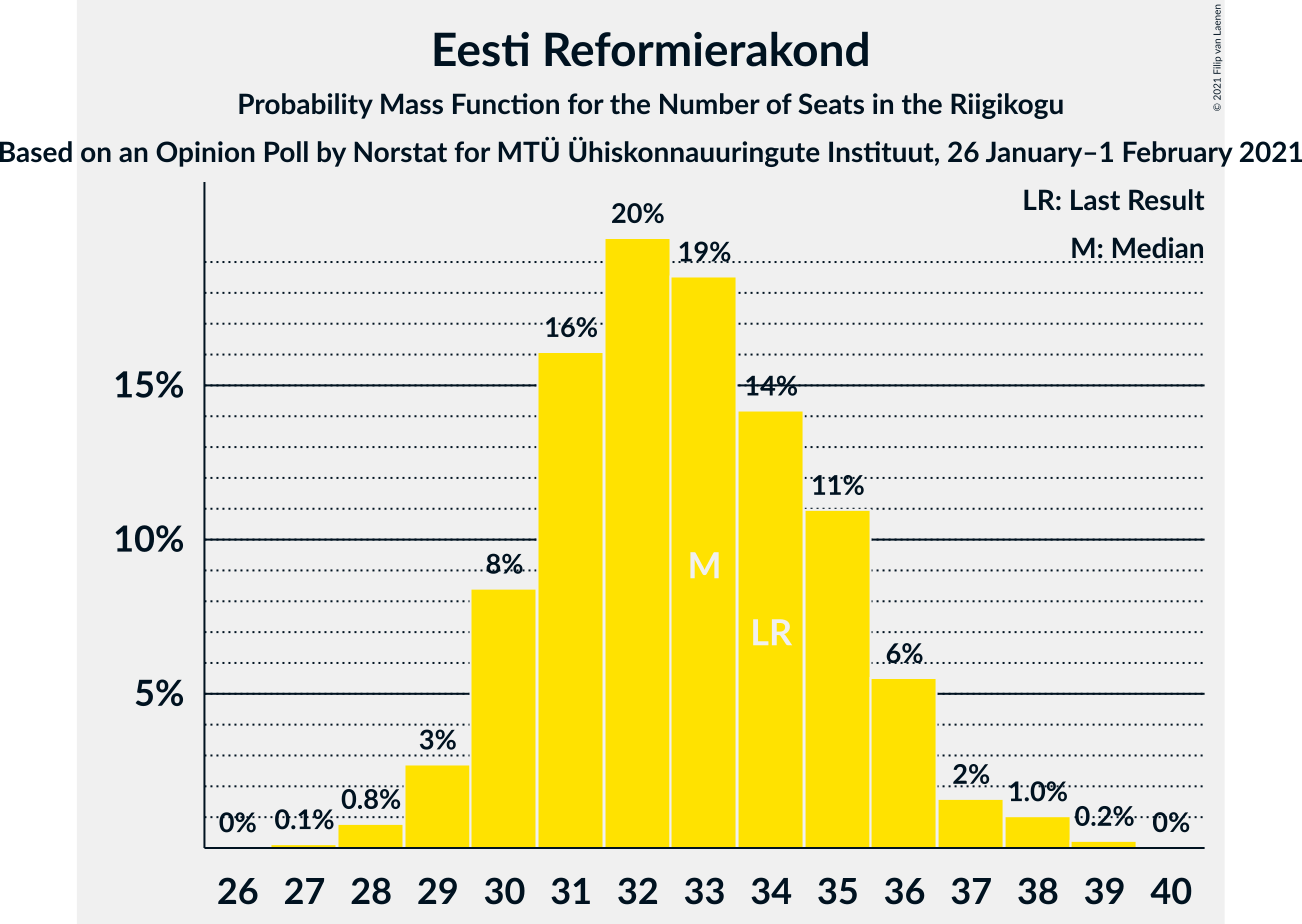 Eesti Reformierakond
Probability Mass Function for the Number of Seats in the Riigikogu
Based on an Opinion Poll by Norstat for MTÜ Ühiskonnauuringute Instituut, 26 January–1 February 2021
© 2021 Filip van Laenen
LR: Last Result
M: Median
20%
19%
16%
15%
14%
11%
10%
8%
M
LR
6%
5%
3%
2%
1.0%
0.8%
0.2%
0.1%
0%
0%
26 27 28 29 30 31 32 33 34 35 36 37 38 39 40